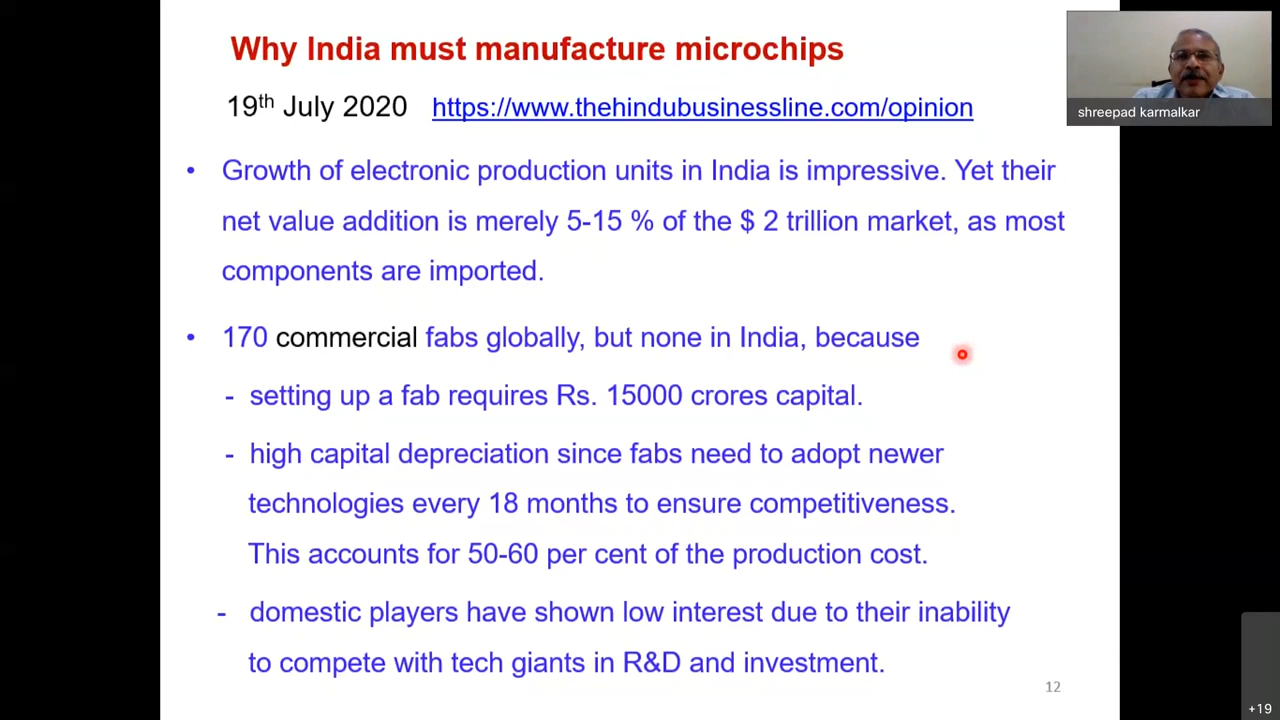 Why India must manufacture microchips
19th July 2020 https://www.thehindubusinessline.com/opinion
• Growth of electronic production units in India is impressive. Yet their
net value addition is merely 5-15 % of the $ 2 trillion market, as most
components are imported.
• 170 commercial fabs globally, but none in India, because
- setting up a fab requires Rs. 15000 crores capital.
- high capital depreciation since fabs need to adopt newer
technologies every 18 months to ensure competitiveness.
This accounts for 50-60 per cent of the production cost.
- domestic players have shown low interest due to their inability
to compete with tech giants in R&D and investment.
12
shreepad karmalkar
+19